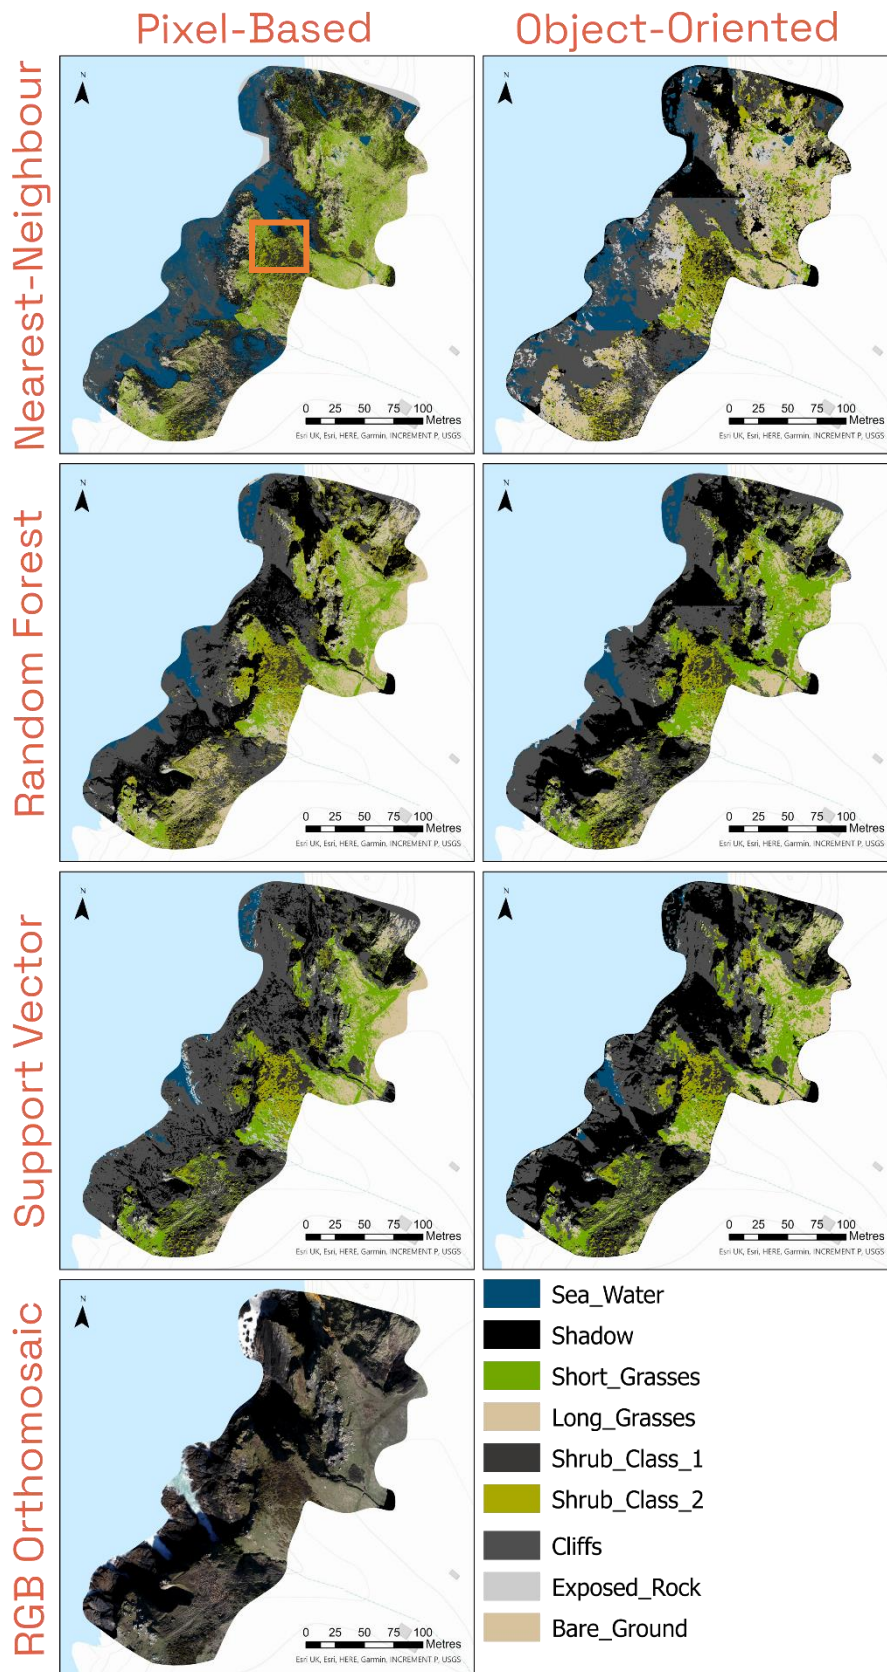 Pixel-Based
Object-Oriented
Nearest-Neighbour
N
0 25 50 75 100
Metres
Esri UK, Esri, HERE, Garmin, INCREMENT P, USGS
N
0 25 50 75 100
Metres
Esri UK, Esri, HERE, Garmin, INCREMENT P, USGS
Random Forest
N
0 25 50 75 100
Metres
Esri UK, Esri, HERE, Garmin, INCREMENT P, USGS
N
0 25 50 75 100
Metres
Esri UK, Esri, HERE, Garmin, INCREMENT P, USGS
Support Vector
N
0 25 50 75 100
Metres
Esri UK, Esri, HERE, Garmin, INCREMENT P, USGS
N
0 25 50 75 100
Metres
Esri UK, Esri, HERE, Garmin, INCREMENT P, USGS
RGB Orthomosaic
N
0 25 50 75 100
Metres
Esri UK, Esri, HERE, Garmin, INCREMENT P, USGS
Sea_Water
Shadow
Short_Grasses
Long_Grasses
Shrub_Class_1
Shrub_Class_2
Cliffs
Exposed_Rock
Bare_Ground